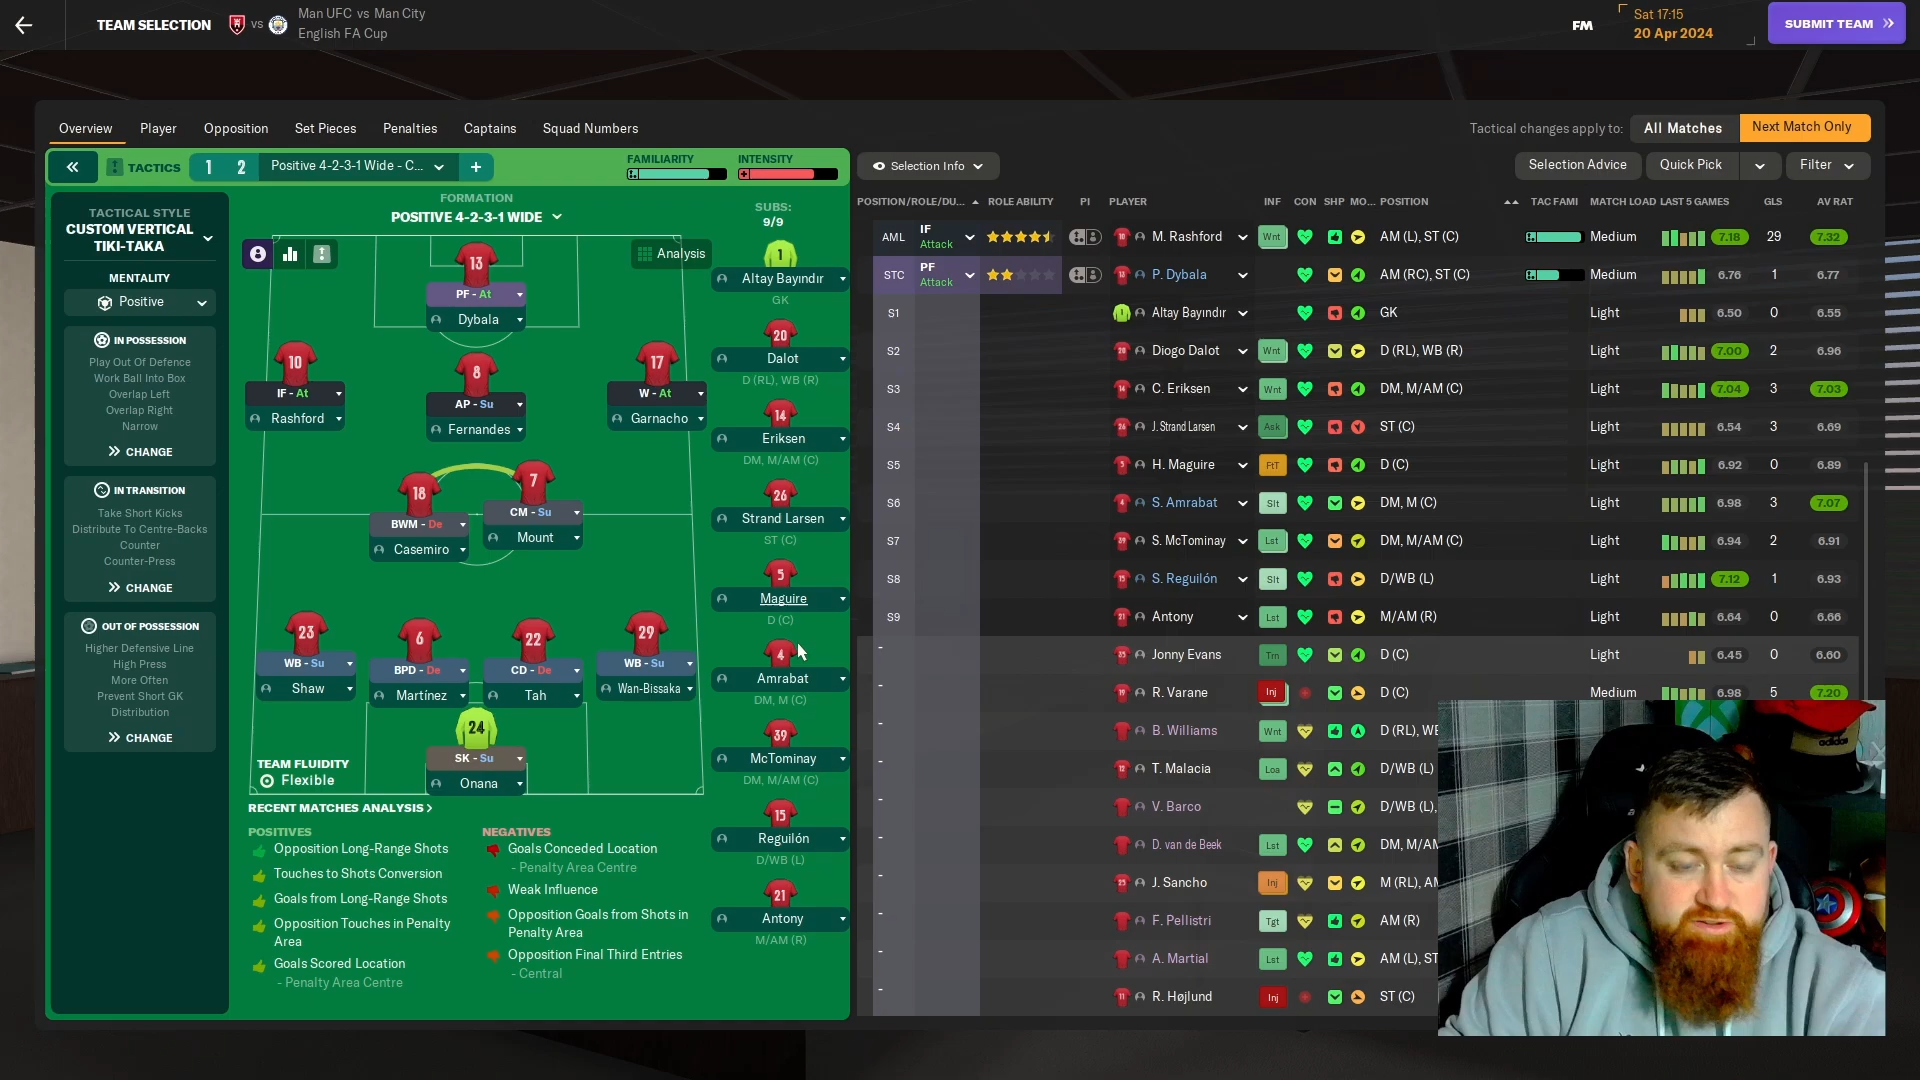 TEAM SELECTION
vs
Man UFC vs Man City
English FA Cup
FM
Sat 17:15
20 Apr 2024
SUBMIT TEAM
Overview
Player
Opposition
Set Pieces
Penalties
Captains
Squad Numbers
Tactical changes apply to:
All Matches
Next Match Only
TACTICS
1
2
Positive 4-2-3-1 Wide - C...
+
FAMILIARITY
INTENSITY
Selection Info
Selection Advice
Quick Pick
Filter
TACTICAL STYLE
CUSTOM VERTICAL
TIKI-TAKA
MENTALITY
Positive
IN POSSESSION
Play Out Of Defence
Work Ball Into Box
Overlap Left
Overlap Right
Narrow
CHANGE
IN TRANSITION
Take Short Kicks
Distribute To Centre-Backs
Counter
Counter-Press
CHANGE
OUT OF POSSESSION
Higher Defensive Line
High Press
More Often
Prevent Short GK
Distribution
CHANGE
FORMATION
POSITIVE 4-2-3-1 WIDE
Analysis
13
PF - At
Dybala
10
IF - At
Rashford
8
AP - Su
Fernandes
17
W - At
Garnacho
18
BWM - De
Casemiro
7
CM - Su
Mount
23
WB - Su
Shaw
6
BPD - De
Martínez
22
CD - De
Tah
29
WB - Su
Wan-Bissaka
24
SK - Su
Onana
TEAM FLUIDITY
Flexible
SUBS:
9/9
1
Altay Bayındır
GK
20
Dalot
D (RL), WB (R)
14
Eriksen
DM, M/AM (C)
26
Strand Larsen
ST (C)
5
Maguire
D (C)
4
Amrabat
DM, M (C)
39
McTominay
DM, M/AM (C)
15
Reguilón
D/WB (L)
21
Antony
M/AM (R)
RECENT MATCHES ANALYSIS
POSITIVES
Opposition Long-Range Shots
Touches to Shots Conversion
Goals from Long-Range Shots
Opposition Touches in Penalty
Area
Goals Scored Location
- Penalty Area Centre
NEGATIVES
Goals Conceded Location
- Penalty Area Centre
Weak Influence
Opposition Goals from Shots in
Penalty Area
Opposition Final Third Entries
- Central
POSITION/ROLE/DU... ROLE ABILITY PI PLAYER INF CON SHP MO... POSITION TAC FAMI MATCH LOAD LAST 5 GAMES GLS AV RAT
AML IF Attack M. Rashford Wnt AM (L), ST (C) Medium 7.18 29 7.32
STC PF Attack P. Dybala AM (RC), ST (C) Medium 6.76 1 6.77
S1 Altay Bayındır GK Light 6.50 0 6.55
S2 Diogo Dalot Wnt D (RL), WB (R) Light 7.00 2 6.96
S3 C. Eriksen Wnt DM, M/AM (C) Light 7.04 3 7.03
S4 J. Strand Larsen Ask ST (C) Light 6.54 3 6.69
S5 H. Maguire FtT D (C) Light 6.92 0 6.89
S6 S. Amrabat Slt DM, M (C) Light 6.98 3 7.07
S7 S. McTominay Lst DM, M/AM (C) Light 6.94 2 6.91
S8 S. Reguilón Slt D/WB (L) Light 7.12 1 6.93
S9 Antony Lst M/AM (R) Light 6.64 0 6.66
- Jonny Evans Trn D (C) Light 6.45 0 6.60
- R. Varane Inj D (C) Medium 6.98 5 7.20
- B. Williams Wnt D (RL), WE
- T. Malacia Loa D/WB (L)
- V. Barco D/WB (L),
- D. van de Beek Lst DM, M/AM
- J. Sancho Inj M (RL), AM
- F. Pellistri Tgt AM (R)
- A. Martial Lst AM (L), ST
- R. Højlund Inj ST (C)
adidas